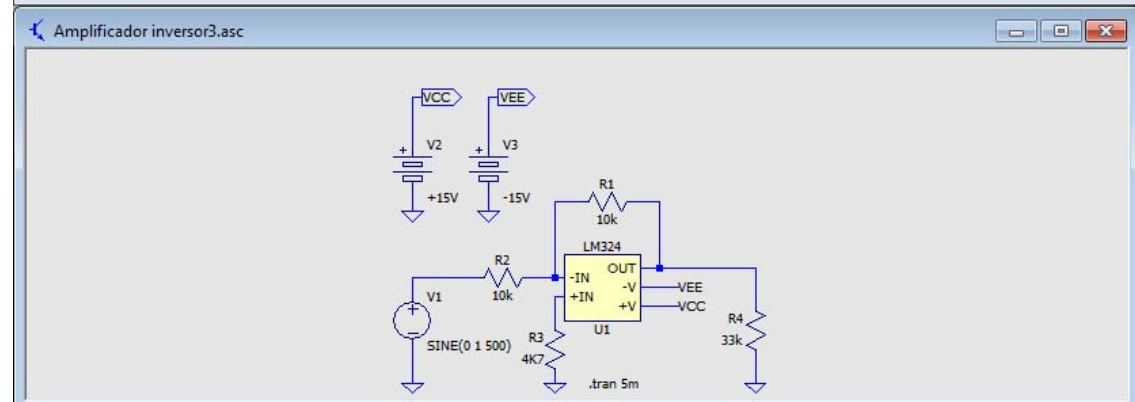 Amplificador inversor3.asc
VCC
VEE
V2
V3
+15V
-15V
R1
10k
LM324
R2
10k
-IN
OUT
+IN
-V
VEE
+V
VCC
U1
V1
SINE(0 1 500)
R3
4K7
R4
33k
.tran 5m